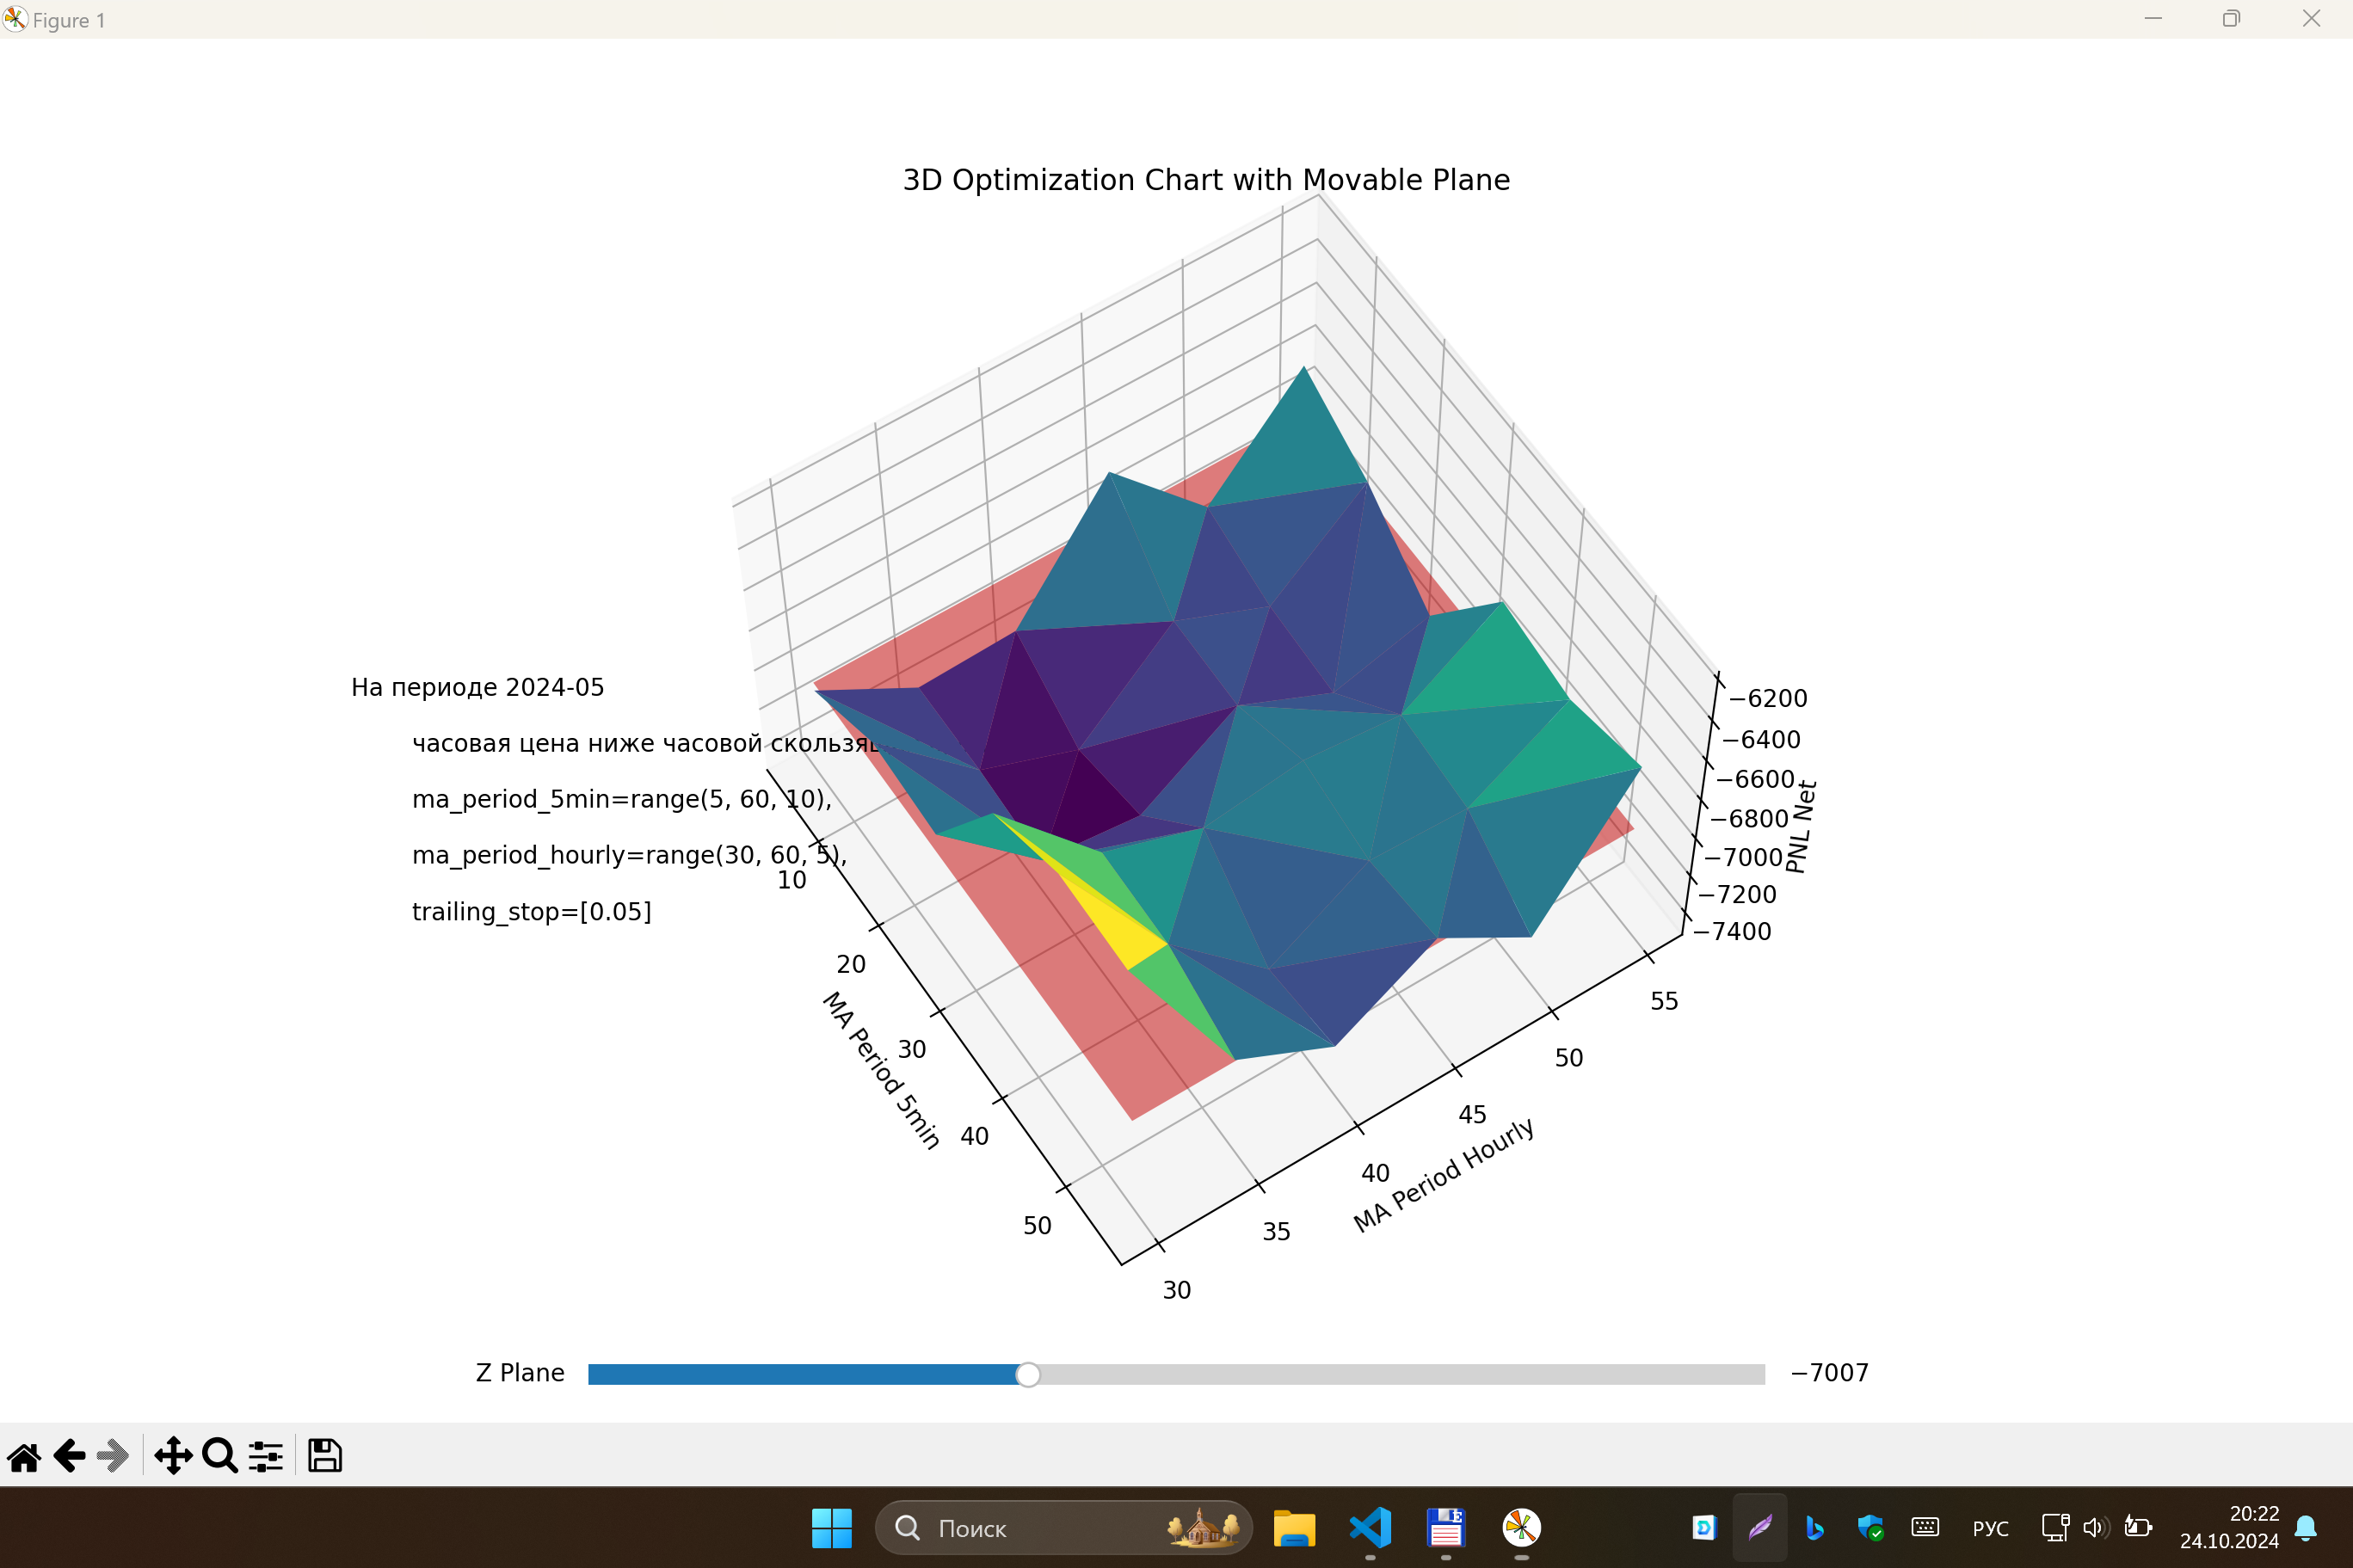 Figure 1
3D Optimization Chart with Movable Plane
На периоде 2024-05
часовая цена ниже часовой
ma_period_5min=range(5, 60, 10),
ma_period_hourly=range(30, 60, 5),
trailing_stop=[0.05]
10
20
30
40
50
MA Period 5min
30
35
40
45
50
55
MA Period Hourly
−6200
−6400
−6600
−6800
−7000
−7200
−7400
PNL Net
Z Plane
−7007
Поиск
РУС
20:22
24.10.2024